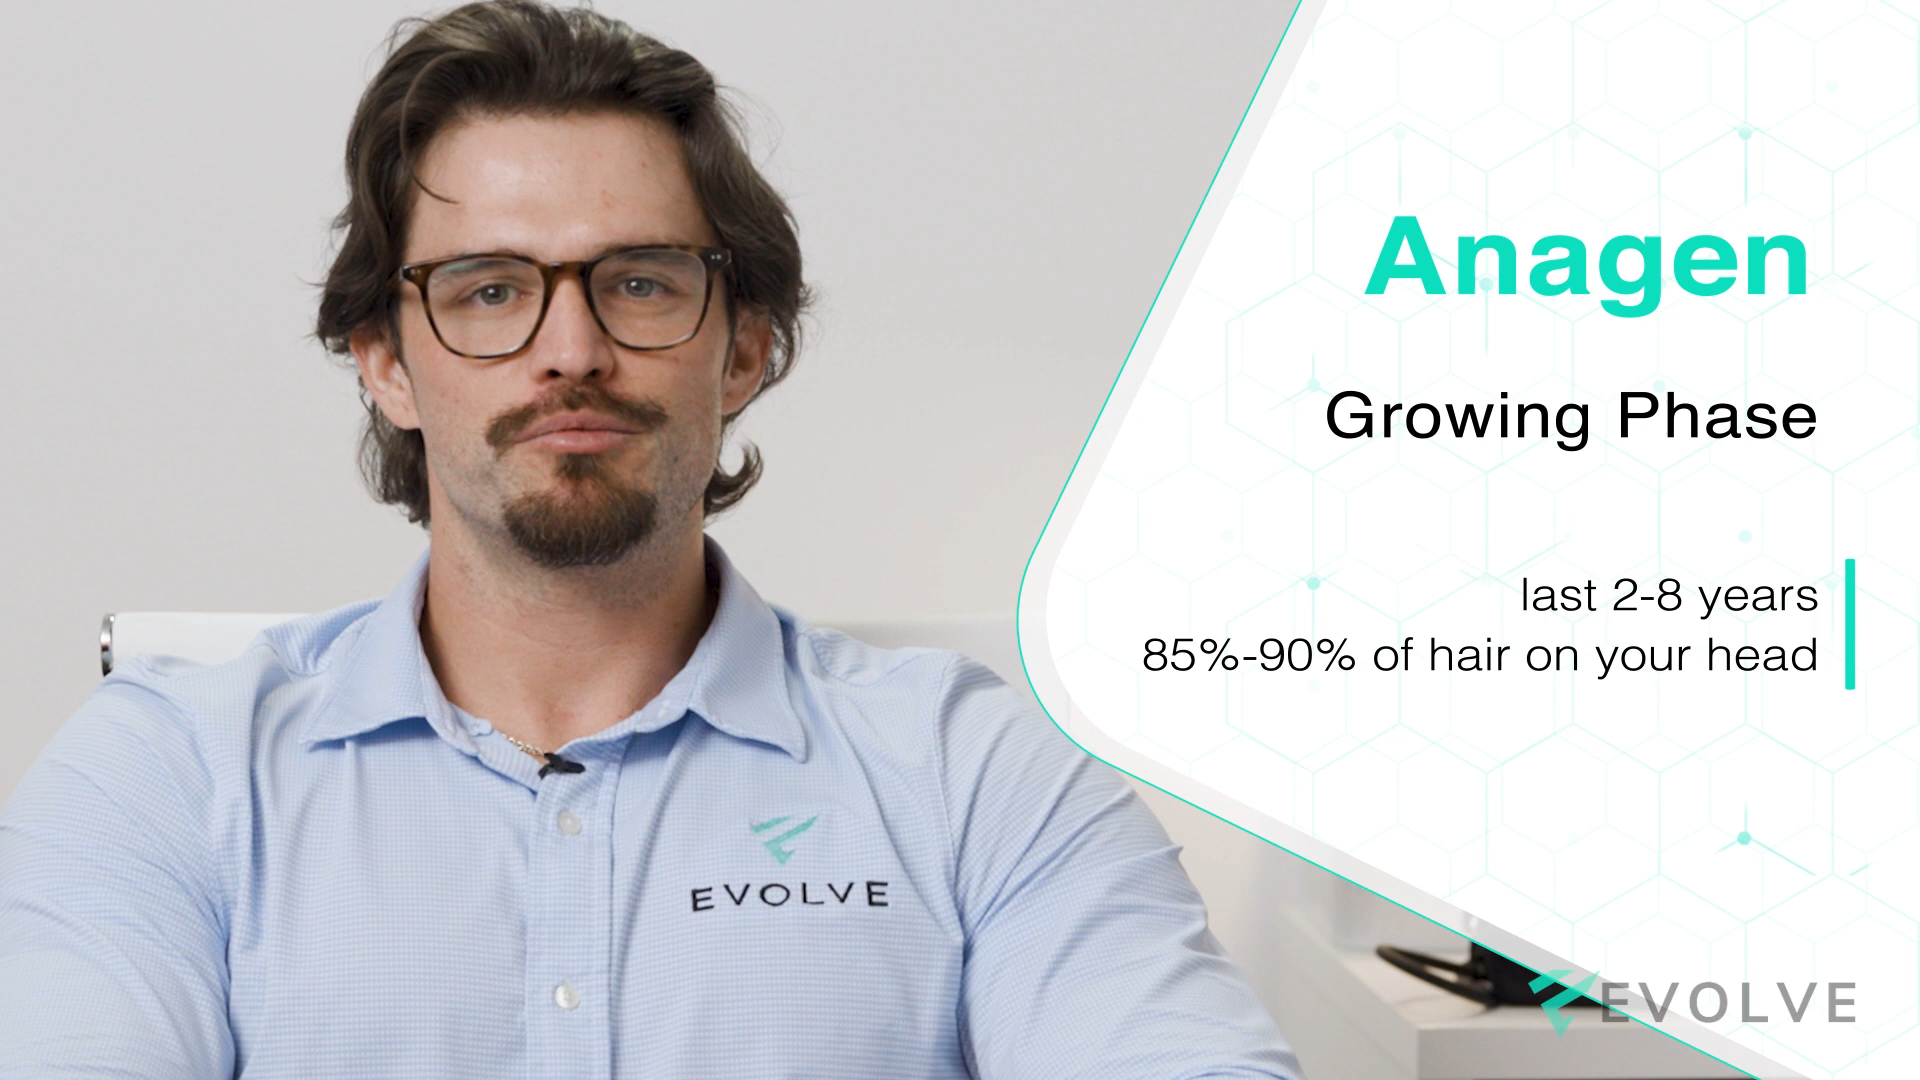 Anagen
Growing Phase
last 2-8 years
85%-90% of hair on your head
EVOLVE
EVOLVE